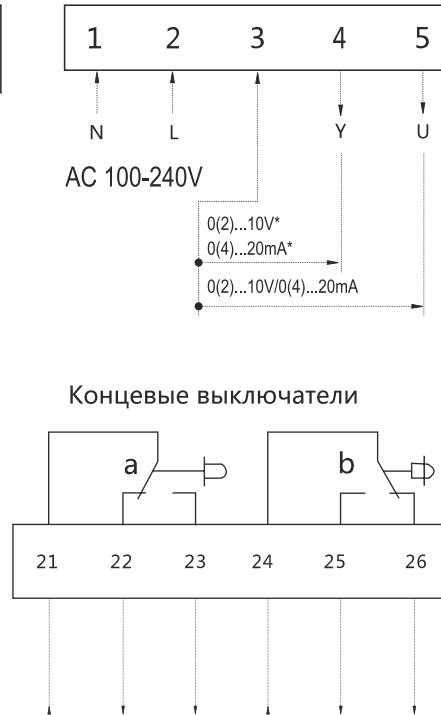 1 2 3 4 5
N L Y U
AC 100-240V
0(2)...10V*
0(4)...20mA*
0(2)...10V/0(4)...20mA
Концевые выключатели
a b
21 22 23 24 25 26